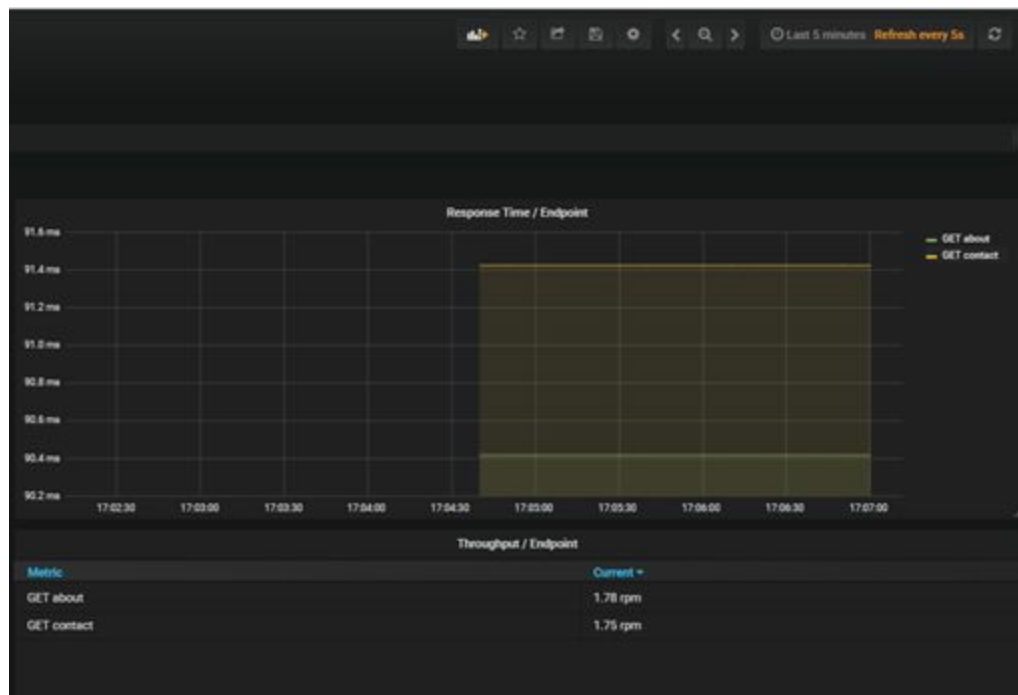 Last 5 minutes Refresh every 5s
Response Time / Endpoint
91.6 ms
91.4 ms
91.2 ms
91.0 ms
90.8 ms
90.6 ms
90.4 ms
90.2 ms
17:02:30 17:03:00 17:03:30 17:04:00 17:04:30 17:05:00 17:05:30 17:06:00 17:06:30 17:07:00
GET about
GET contact
Throughput / Endpoint
Metric Current
GET about 1.78 rpm
GET contact 1.75 rpm